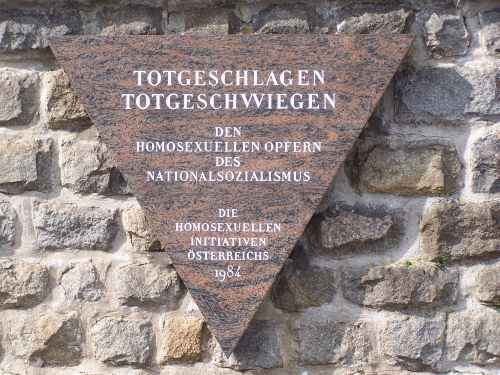 TOTGESCHLAGEN
TOTGESCHWIEGEN
DEN
HOMOSEXUELLEN OPFERN
DES
NATIONALSOZIALISMUS
DIE
HOMOSEXUELLEN
INITIATIVEN
ÖSTERREICHS
1984